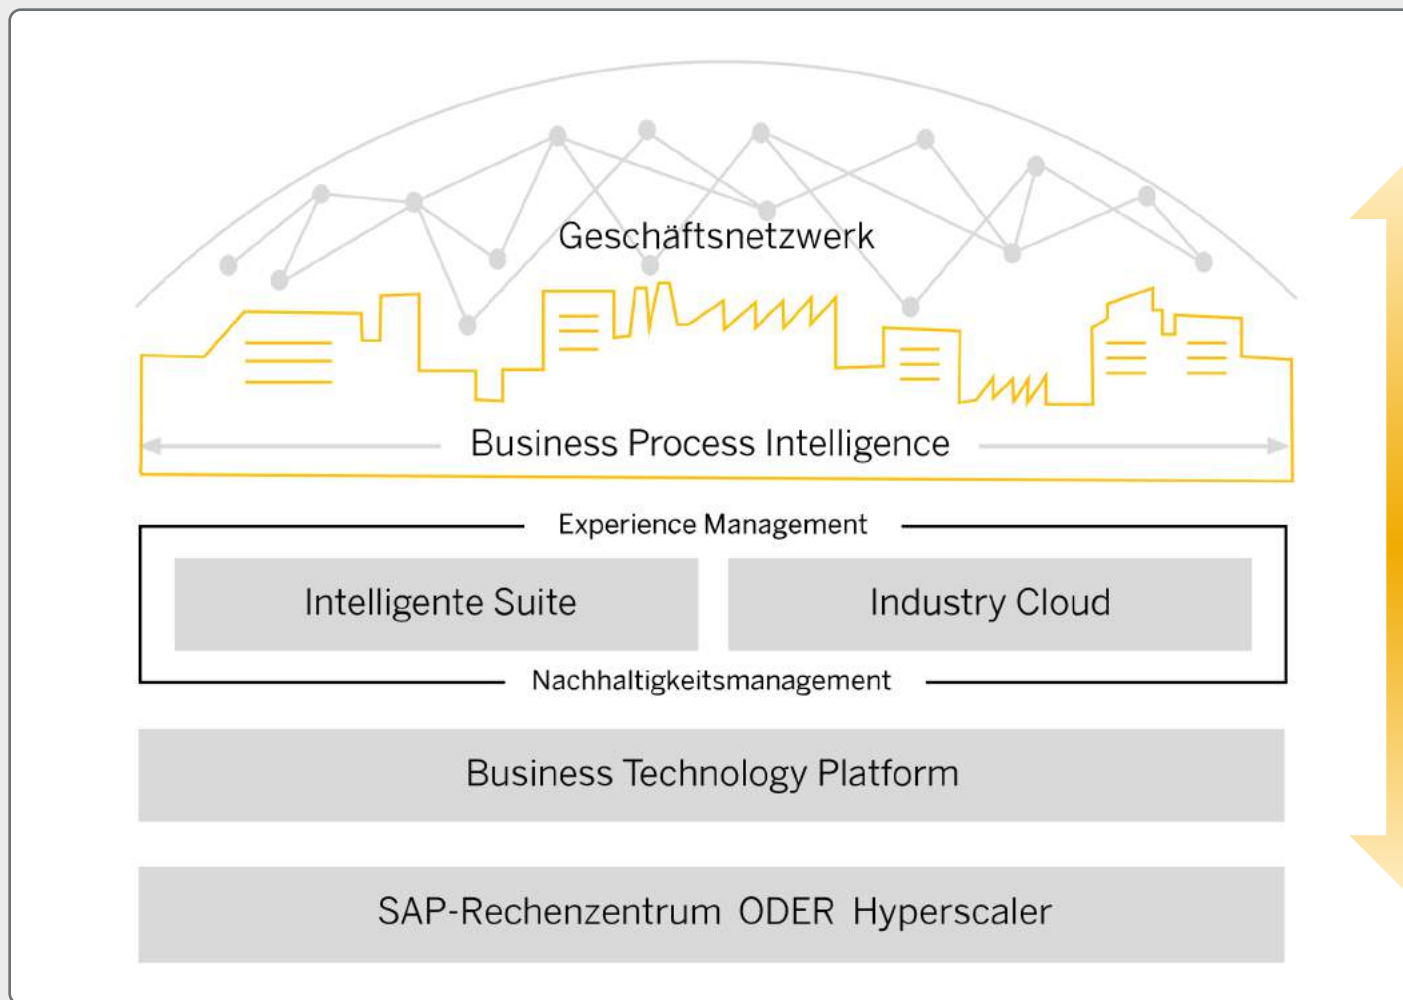 Geschäftsnetzwerk
Business Process Intelligence
Experience Management
Intelligente Suite
Industry Cloud
Nachhaltigkeitsmanagement
Business Technology Platform
SAP-Rechenzentrum ODER Hyperscaler